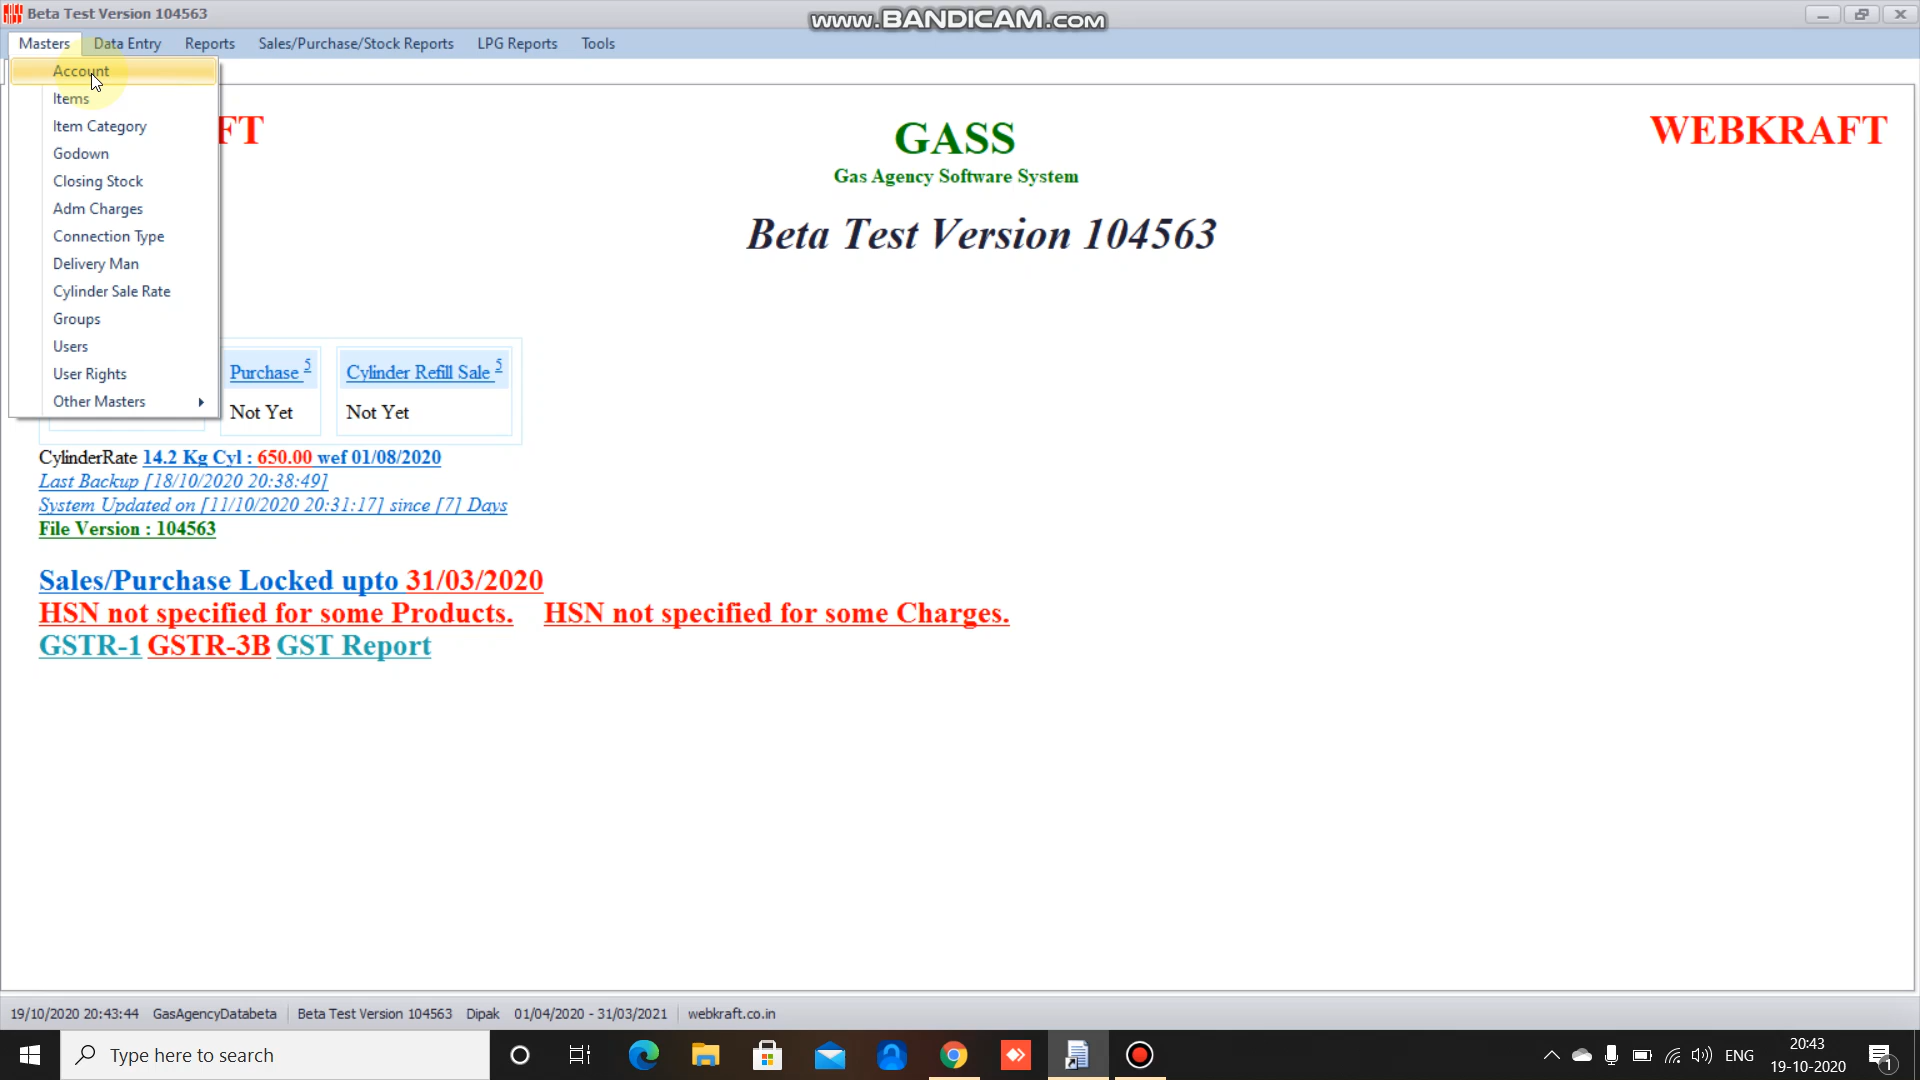 Beta Test Version 104563
www.BANDICAM.com
Masters Data Entry Reports Sales/Purchase/Stock Reports LPG Reports Tools
Account
Items
Item Category
Godown
Closing Stock
Adm Charges
Connection Type
Delivery Man
Cylinder Sale Rate
Groups
Users
User Rights
Other Masters
FT
GASS
WEBKRAFT
Gas Agency Software System
Beta Test Version 104563
Purchase 5 Cylinder Refill Sale 5
Not Yet Not Yet
CylinderRate 14.2 Kg Cyl : 650.00 wef 01/08/2020
Last Backup [18/10/2020 20:38:49]
System Updated on [11/10/2020 20:31:17] since [7] Days
File Version : 104563
Sales/Purchase Locked upto 31/03/2020
HSN not specified for some Products. HSN not specified for some Charges.
GSTR-1 GSTR-3B GST Report
19/10/2020 20:43:44 GasAgencyDatabeta Beta Test Version 104563 Dipak 01/04/2020 - 31/03/2021 webkraft.co.in
Type here to search
ENG
20:43
19-10-2020
1